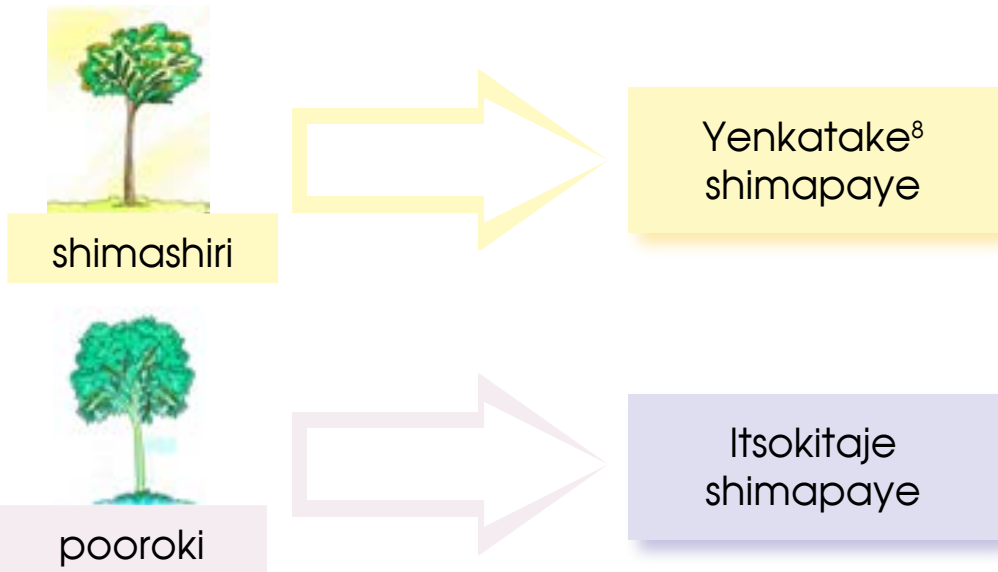 shimashiri
Yenkatake⁸
shimapaye
pooroki
Itsokitaje
shimapaye